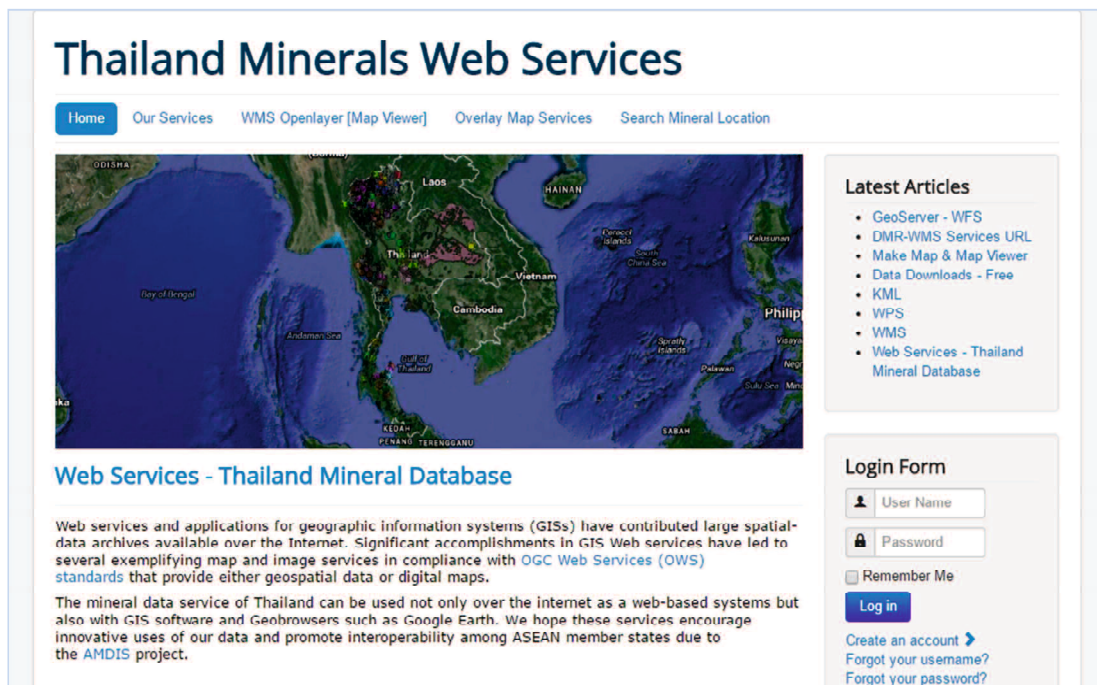 Thailand Minerals Web Services
Home
Our Services
WMS Openlayer [Map Viewer]
Overlay Map Services
Search Mineral Location
ODISHA
Laos
HAINAN
Paracel
Islands
South
China Sea
Kalusunan
Thailand
Vietnam
Bay of Bengal
Cambodia
Philipp
Andaman Sea
Gulf of
Thailand
Spratly
Islands
Visaya
Palawan
Negr
Sulu Sea
Min
ka
KEDAH
PENANG
TERENGGANU
SABAH
Web Services - Thailand Mineral Database
Web services and applications for geographic information systems (GISs) have contributed large spatial-
data archives available over the Internet. Significant accomplishments in GIS Web services have led to
several exemplifying map and image services in compliance with OGC Web Services (OWS)
standards that provide either geospatial data or digital maps.
The mineral data service of Thailand can be used not only over the internet as a web-based systems but
also with GIS software and Geobrowsers such as Google Earth. We hope these services encourage
innovative uses of our data and promote interoperability among ASEAN member states due to
the AMDIS project.
Latest Articles
GeoServer - WFS
DMR-WMS Services URL
Make Map & Map Viewer
Data Downloads - Free
KML
WPS
WMS
Web Services - Thailand
Mineral Database
Login Form
User Name
Password
Remember Me
Log in
Create an account
Forgot your username?
Forgot your password?